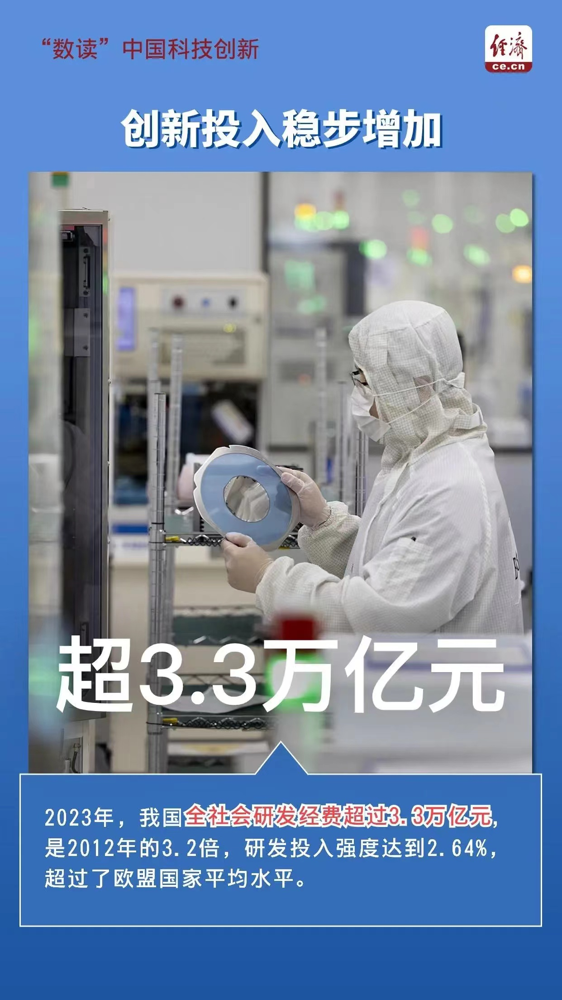 “数读”中国科技创新
经济
ce.cn
创新投入稳步增加
超3.3万亿元
2023年，我国全社会研发经费超过3.3万亿元，
是2012年的3.2倍，研发投入强度达到2.64%，
超过了欧盟国家平均水平。